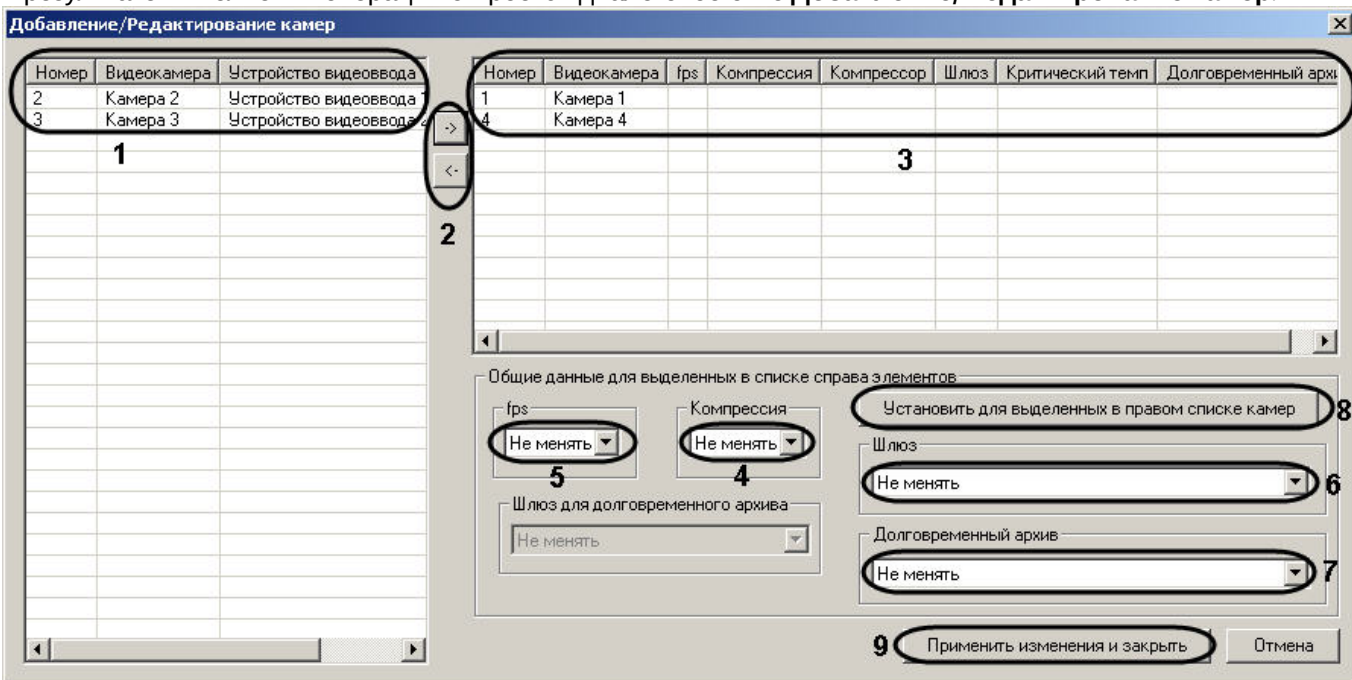 Добавление/Редактирование камер
Номер Видеокамера Устройство видеоввода
2 Камера 2 Устройство видеоввода 1
3 Камера 3 Устройство видеоввода 2
1
->
<-
2
Номер Видеокамера fps Компрессия Компрессор Шлюз Критический темп Долговременный архи
1 Камера 1
4 Камера 4
3
Общие данные для выделенных в списке справа элементов
fps
Не менять
5
Компрессия
Не менять
4
Установить для выделенных в правом списке камер
8
Шлюз
Не менять
6
Шлюз для долговременного архива
Не менять
Долговременный архив
Не менять
7
9
Применить изменения и закрыть
Отмена